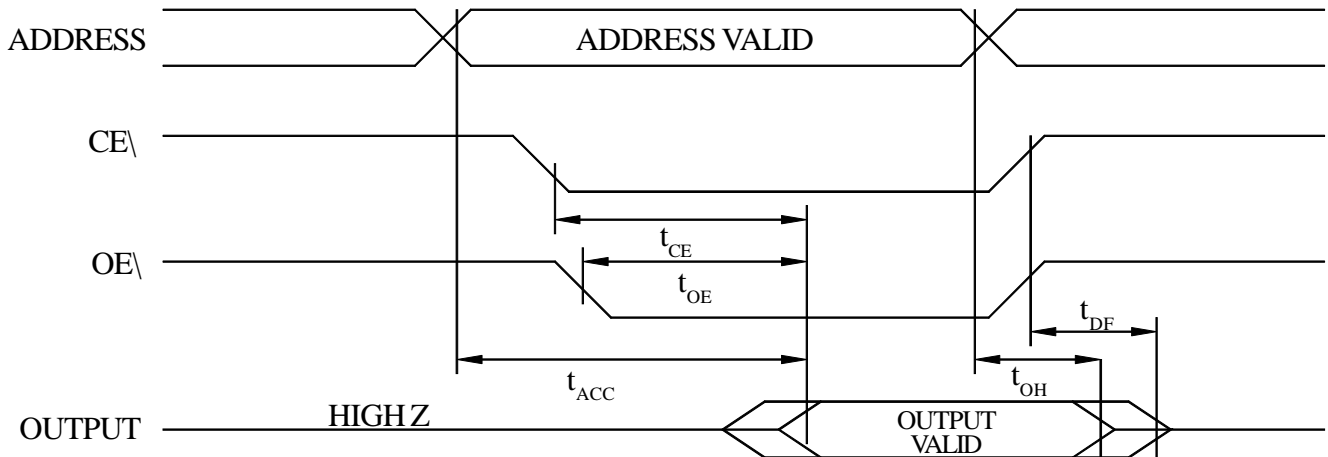 ADDRESS
ADDRESS VALID
CE\
tCE
OE\
tOE
tDF
tACC
tOH
OUTPUT
HIGH Z
OUTPUT
VALID